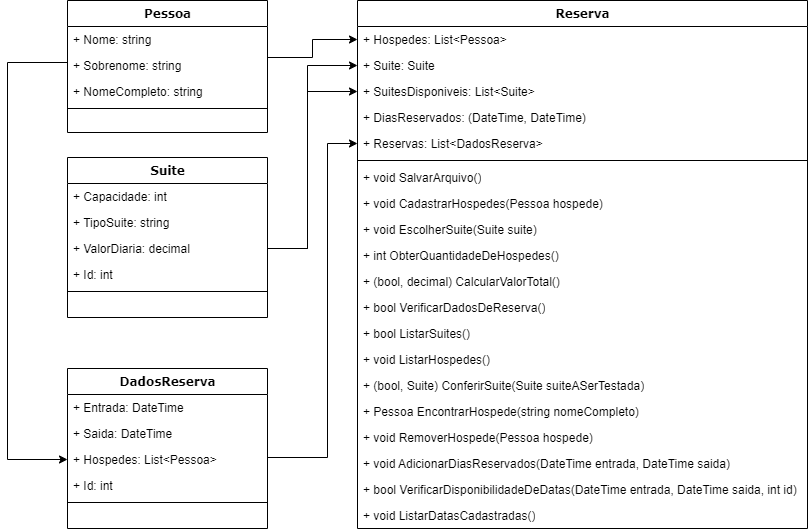 Pessoa
+ Nome: string
+ Sobrenome: string
+ NomeCompleto: string
Suite
+ Capacidade: int
+ TipoSuite: string
+ ValorDiaria: decimal
+ Id: int
DadosReserva
+ Entrada: DateTime
+ Saida: DateTime
+ Hospedes: List<Pessoa>
+ Id: int
Reserva
+ Hospedes: List<Pessoa>
+ Suite: Suite
+ SuitesDisponiveis: List<Suite>
+ DiasReservados: (DateTime, DateTime)
+ Reservas: List<DadosReserva>
+ void SalvarArquivo()
+ void CadastrarHospedes(Pessoa hospede)
+ void EscolherSuite(Suite suite)
+ int ObterQuantidadeDeHospedes()
+ (bool, decimal) CalcularValorTotal()
+ bool VerificarDadosDeReserva()
+ bool ListarSuites()
+ void ListarHospedes()
+ (bool, Suite) ConferirSuite(Suite suiteASerTestada)
+ Pessoa EncontrarHospede(string nomeCompleto)
+ void RemoverHospede(Pessoa hospede)
+ void AdicionarDiasReservados(DateTime entrada, DateTime saida)
+ bool VerificarDisponibilidadeDeDatas(DateTime entrada, DateTime saida, int id)
+ void ListarDatasCadastradas()